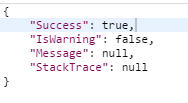 {
    "Success": true,
    "IsWarning": false,
    "Message": null,
    "StackTrace": null
}